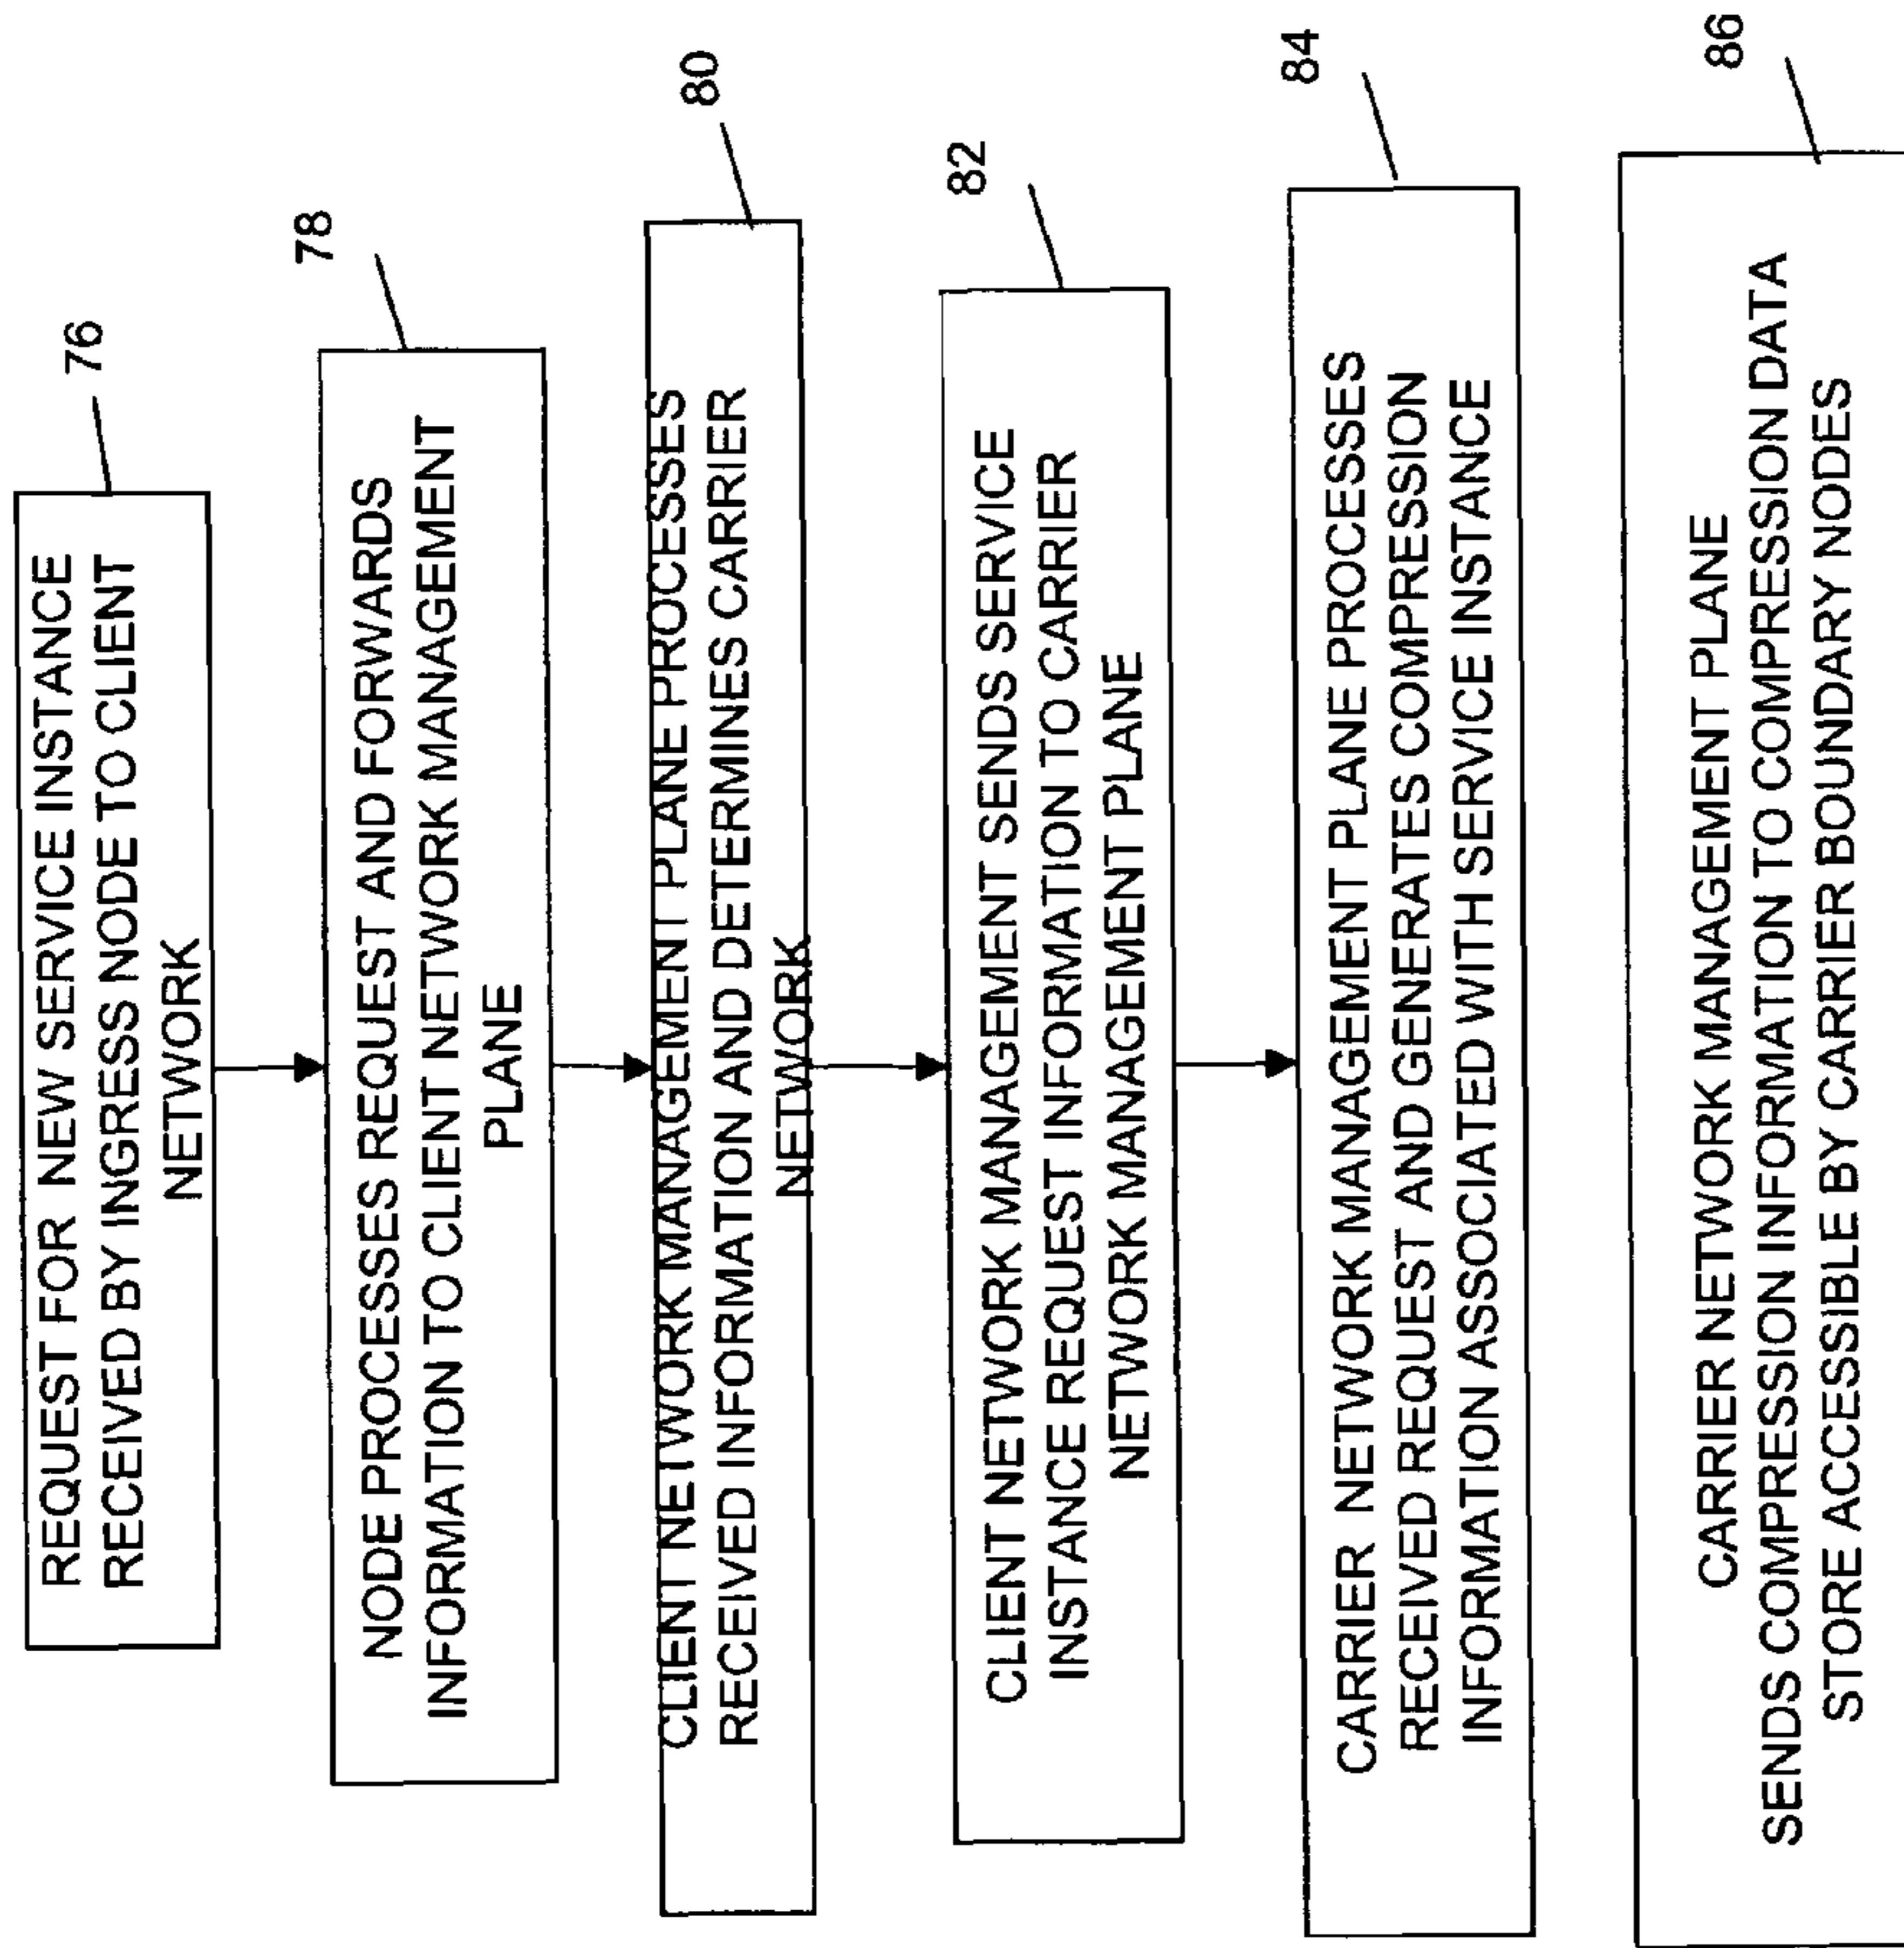 76
REQUEST FOR NEW SERVICE INSTANCE
RECEIVED BY INGRESS NODE TO CLIENT
NETWORK
78
NODE PROCESSES REQUEST AND FORWARDS
INFORMATION TO CLIENT NETWORK MANAGEMENT
PLANE
80
CLIENT NETWORK MANAGEMENT PLANE PROCESSES
RECEIVED INFORMATION AND DETERMINES CARRIER
NETWORK
82
CLIENT NETWORK MANAGEMENT SENDS SERVICE
INSTANCE REQUEST INFORMATION TO CARRIER
NETWORK MANAGEMENT PLANE
84
CARRIER NETWORK MANAGEMENT PLANE PROCESSES
RECEIVED REQUEST AND GENERATES COMPRESSION
INFORMATION ASSOCIATED WITH SERVICE INSTANCE
86
CARRIER NETWORK MANAGEMENT PLANE
SENDS COMPRESSION INFORMATION TO COMPRESSION DATA
STORE ACCESSIBLE BY CARRIER BOUNDARY NODES